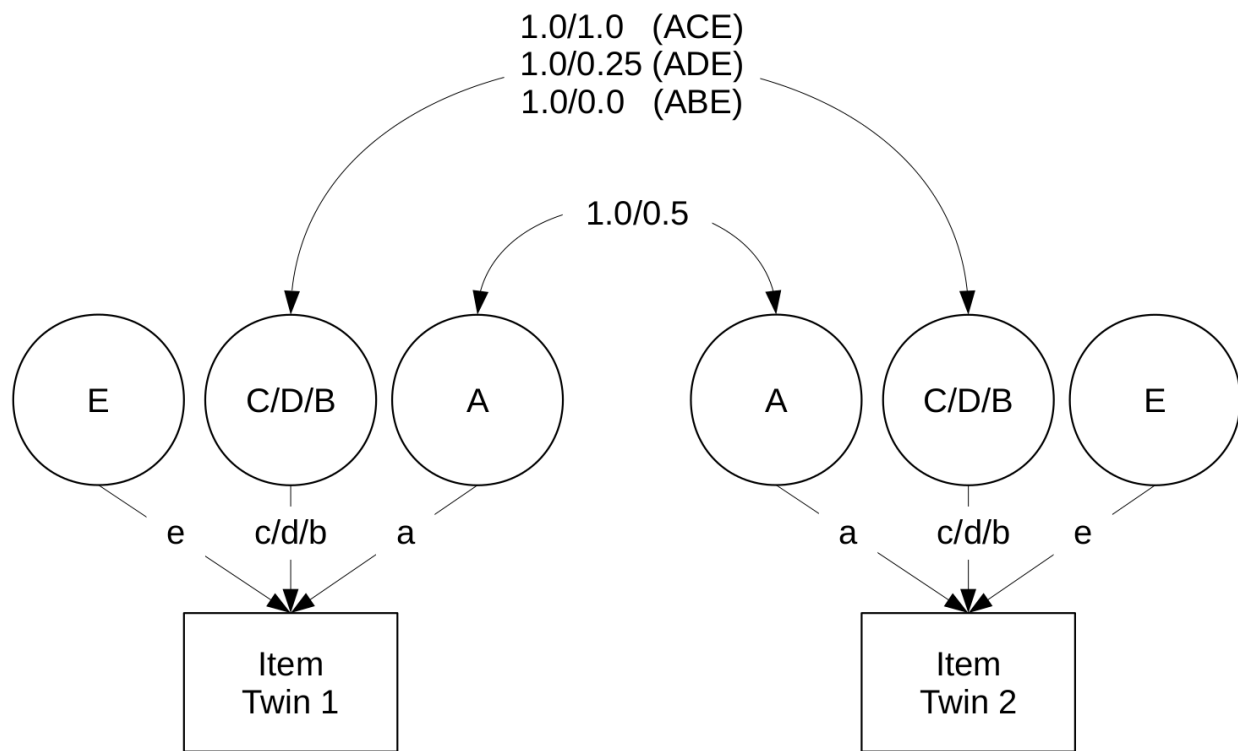 1.0/1.0 (ACE)
1.0/0.25 (ADE)
1.0/0.0 (ABE)
1.0/0.5
E
C/D/B
A
A
C/D/B
E
e
c/d/b
a
a
c/d/b
e
Item
Twin 1
Item
Twin 2